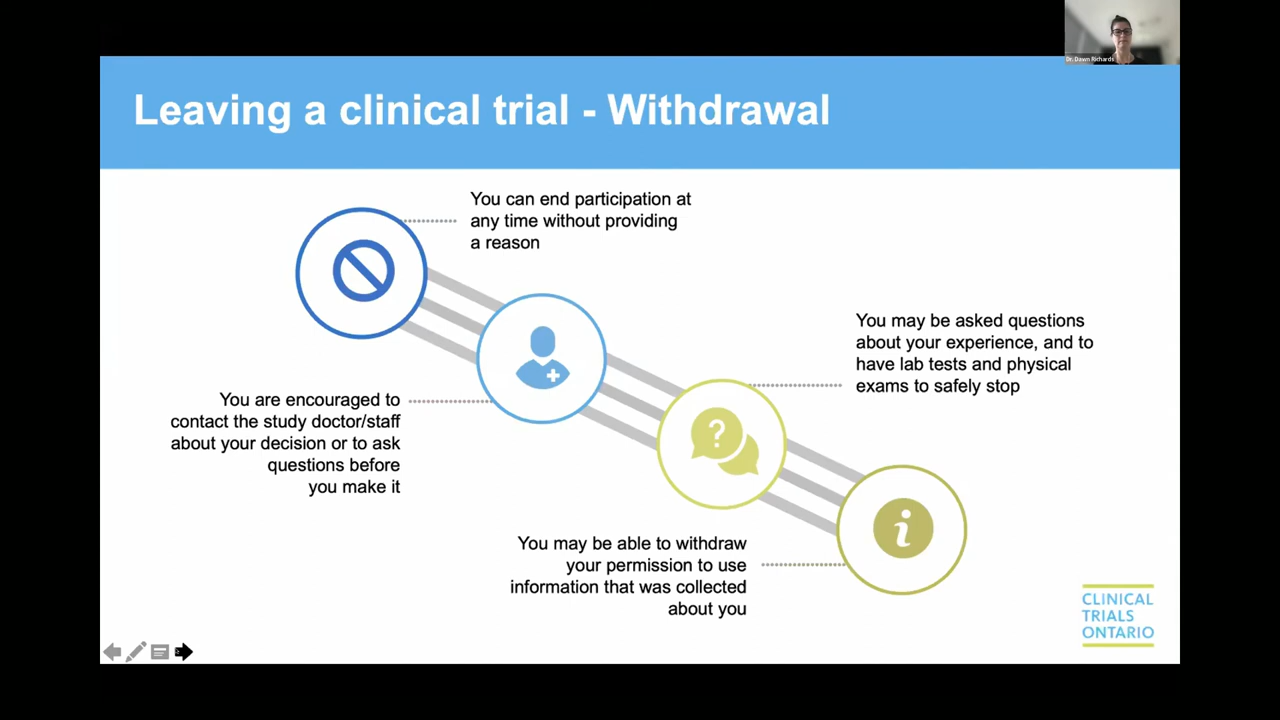 Dr. Dawn Richards
Leaving a clinical trial - Withdrawal
You can end participation at
any time without providing
a reason
You are encouraged to
contact the study doctor/staff
about your decision or to ask
questions before
you make it
?
You may be asked questions
about your experience, and to
have lab tests and physical
exams to safely stop
You may be able to withdraw
your permission to use
information that was collected
about you
i
CLINICAL
TRIALS
ONTARIO